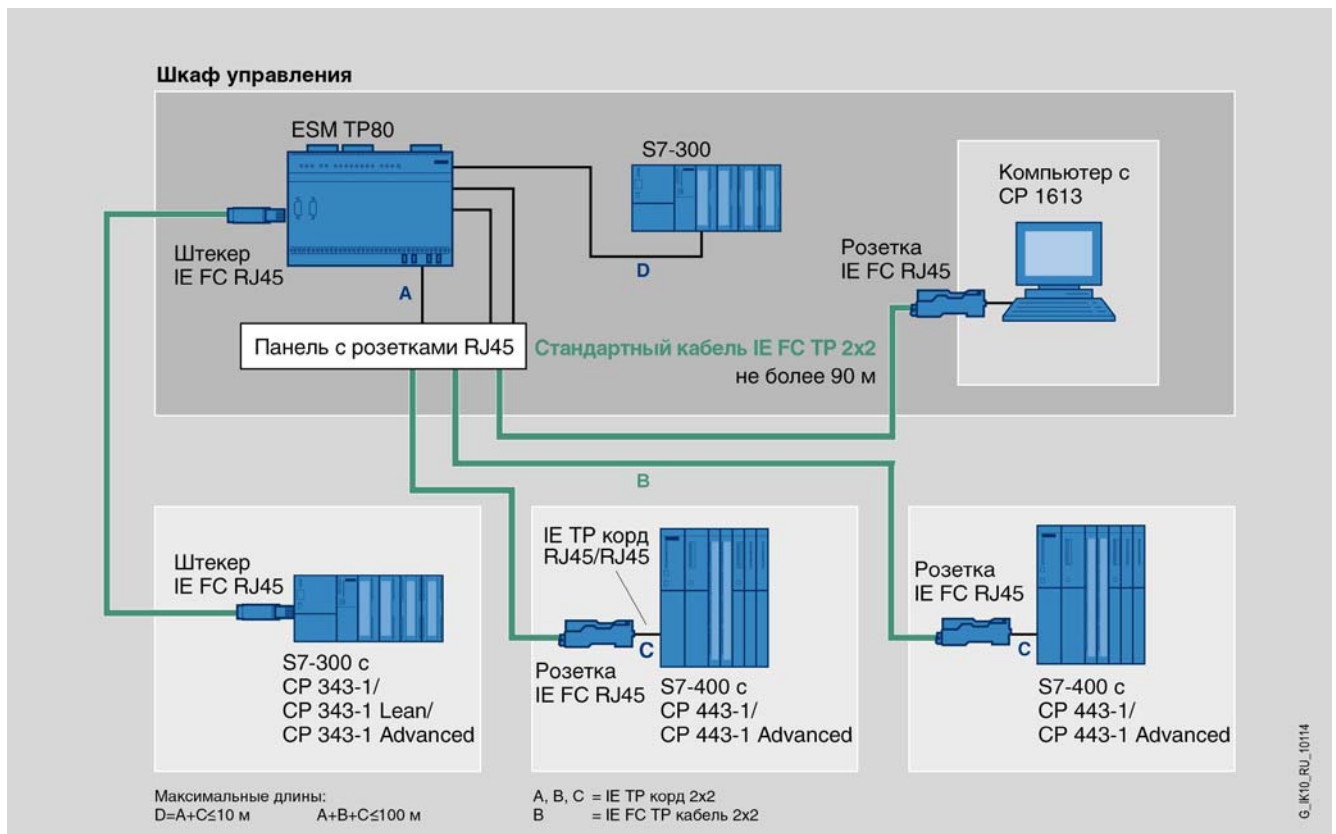 Шкаф управления
ESM TP80
S7-300
Компьютер с
CP 1613
Штекер
IE FC RJ45
Розетка
IE FC RJ45
A
D
Панель с розетками RJ45
Стандартный кабель IE FC TP 2x2
не более 90 м
B
Штекер
IE FC RJ45
S7-300 с
CP 343-1/
CP 343-1 Lean/
CP 343-1 Advanced
IE TP корд
RJ45/RJ45
C
Розетка
IE FC RJ45
S7-400 с
CP 443-1/
CP 443-1 Advanced
Розетка
IE FC RJ45
C
S7-400 с
CP 443-1/
CP 443-1 Advanced
Максимальные длины:
D=A+C≤10 м A+B+C≤100 м
A, B, C = IE TP корд 2x2
B = IE FC TP кабель 2x2
G_IK10_RU_10114